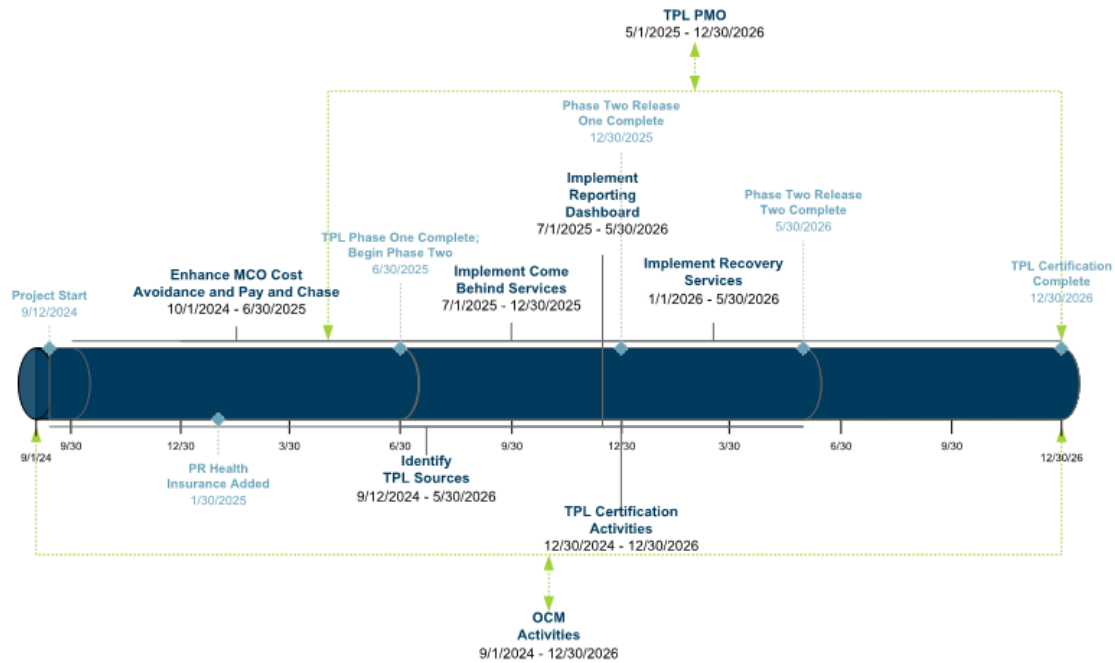 TPL PMO
5/1/2025 - 12/30/2026
Phase Two Release
One Complete
12/30/2025
Implement
Reporting
Dashboard
7/1/2025 - 5/30/2026
Phase Two Release
Two Complete
5/30/2026
TPL Phase One Complete;
Begin Phase Two
6/30/2025
Enhance MCO Cost
Avoidance and Pay and Chase
10/1/2024 - 6/30/2025
Implement Come
Behind Services
7/1/2025 - 12/30/2025
Implement Recovery
Services
1/1/2026 - 5/30/2026
TPL Certification
Complete
12/30/2026
Project Start
9/12/2024
9/1/24
9/30
12/30
3/30
6/30
9/30
12/30
3/30
6/30
9/30
12/30/26
PR Health
Insurance Added
1/30/2025
Identify
TPL Sources
9/12/2024 - 5/30/2026
TPL Certification
Activities
12/30/2024 - 12/30/2026
OCM
Activities
9/1/2024 - 12/30/2026